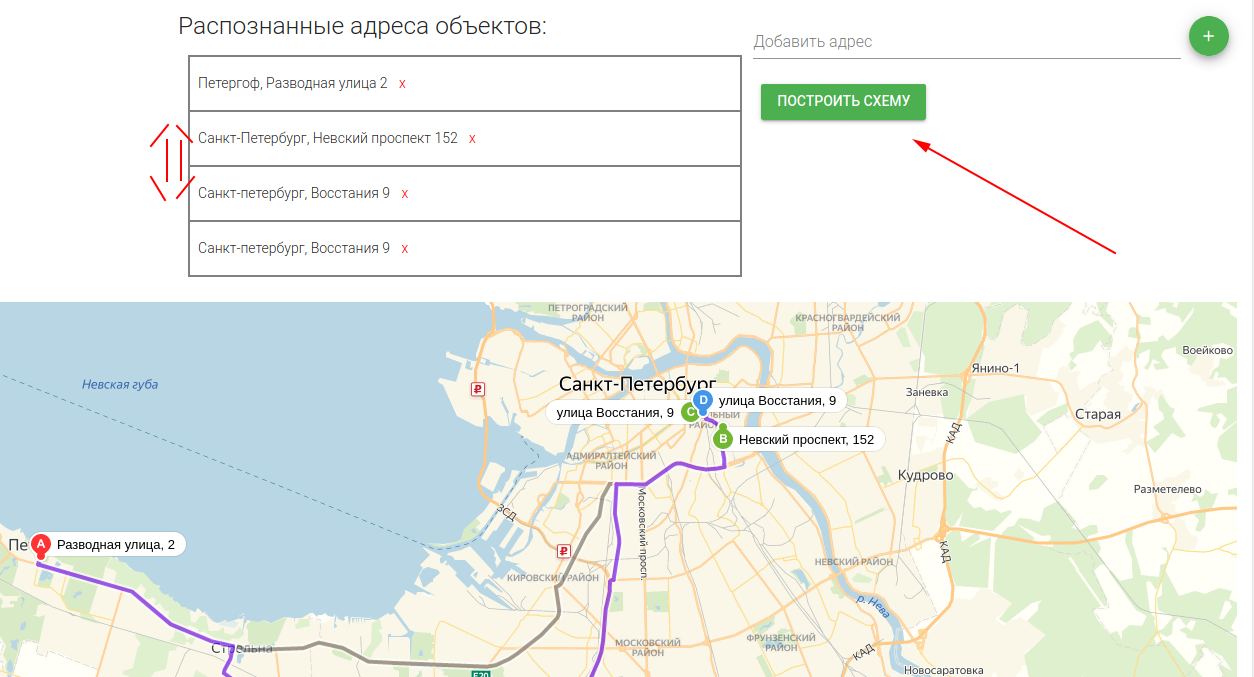 Распознанные адреса объектов:
Добавить адрес
+
Петергоф, Разводная улица 2 x
ПОСТРОИТЬ СХЕМУ
Санкт-Петербург, Невский проспект 152 x
Санкт-петербург, Восстания 9 x
Санкт-петербург, Восстания 9 x
ПЕТРОГРАДСКИЙ
РАЙОН
КРАСНОГВАРДЕЙСКИЙ
РАЙОН
Воейково
Янино-1
Невская губа
Санкт-Петербург
Заневка
D улица Восстания, 9
улица Восстания, 9 C
Старая
B Невский проспект, 152
КАД
АДМИРАЛТЕЙСКИЙ
РАЙОН
Кудрово
Разметелево
Московский просп.
ЗСД
A Разводная улица, 2
КАД
НЕВСКИЙ РАЙОН
КИРОВСКИЙ РАЙОН
р. Нева
МОСКОВСКИЙ
РАЙОН
ФРУНЗЕНСКИЙ
РАЙОН
Стрельна
КАД
Новосаратовка
E20